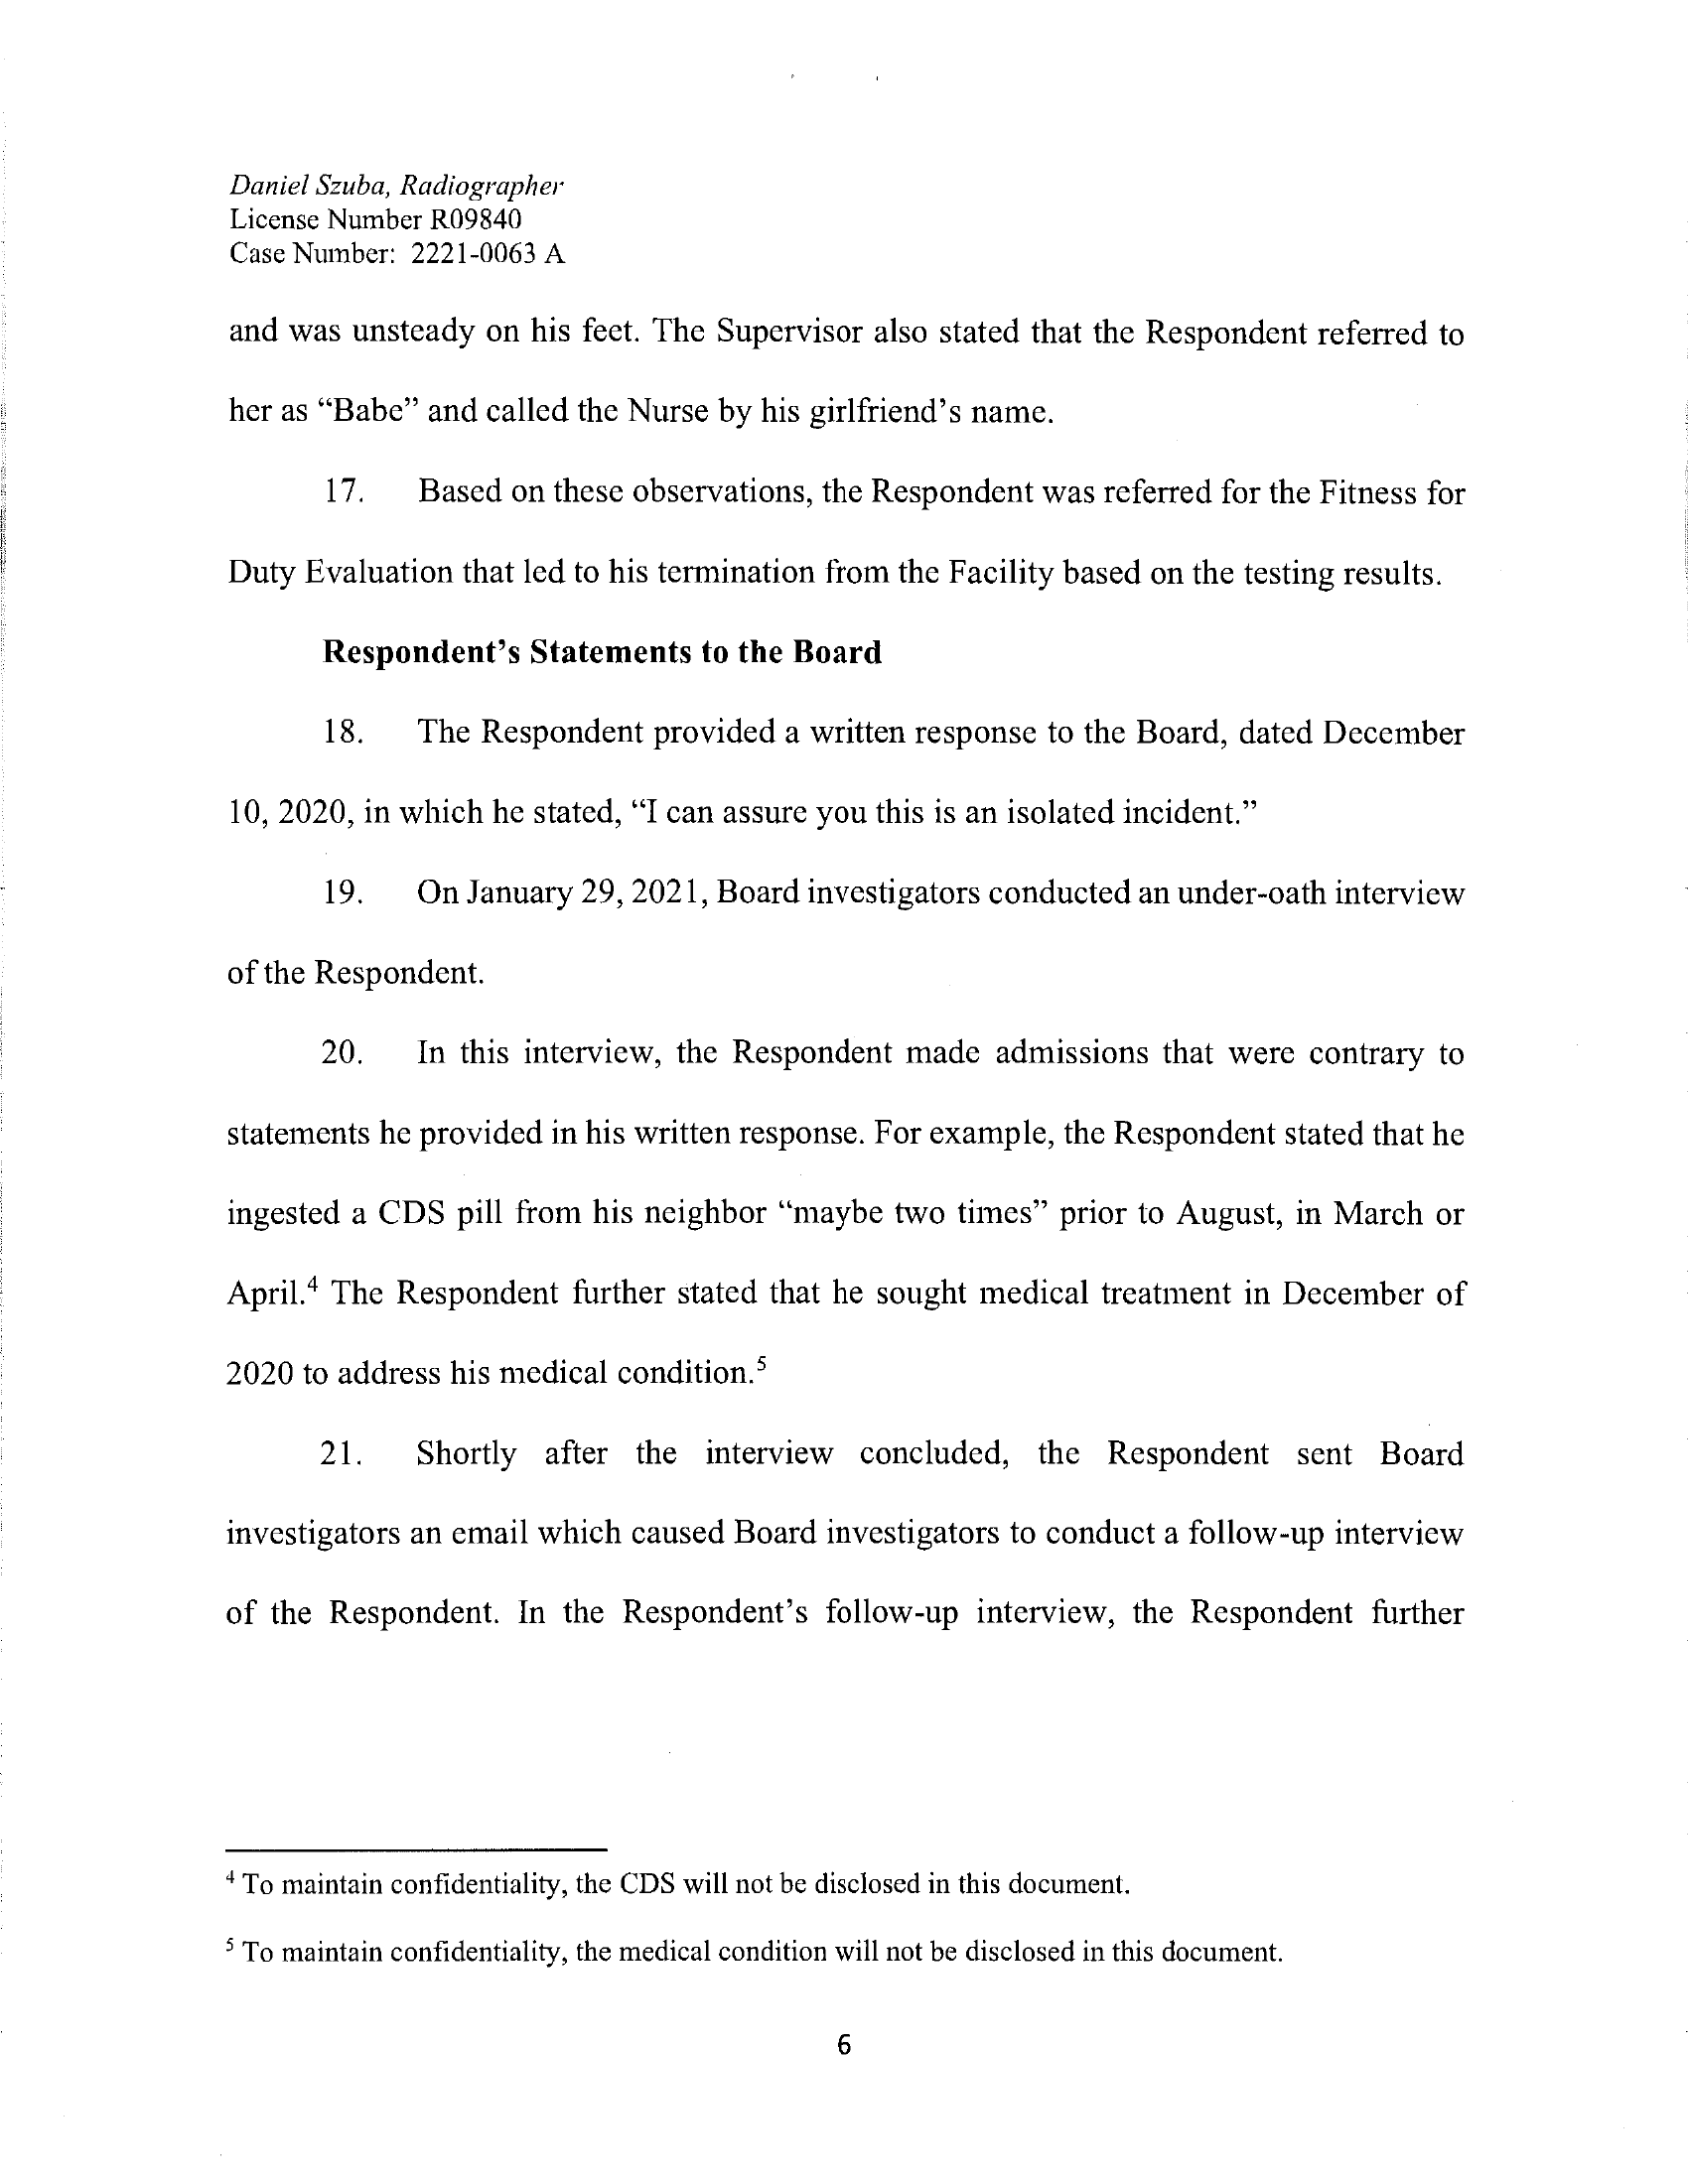 Daniel Szuba, Radiographer
License Number R09840
Case Number: 2221-0063 A
and was unsteady on his feet. The Supervisor also stated that the Respondent referred to
her as “Babe” and called the Nurse by his girlfriend’s name.
17. Based on these observations, the Respondent was referred for the Fitness for
Duty Evaluation that led to his termination from the Facility based on the testing results.
Respondent’s Statements to the Board
18. The Respondent provided a written response to the Board, dated December
10, 2020, in which he stated, “I can assure you this is an isolated incident.”
19. On January 29, 2021, Board investigators conducted an under-oath interview
of the Respondent.
20. In this interview, the Respondent made admissions that were contrary to
statements he provided in his written response. For example, the Respondent stated that he
ingested a CDS pill from his neighbor “maybe two times” prior to August, in March or
April.⁴ The Respondent further stated that he sought medical treatment in December of
2020 to address his medical condition.⁵
21. Shortly after the interview concluded, the Respondent sent Board
investigators an email which caused Board investigators to conduct a follow-up interview
of the Respondent. In the Respondent’s follow-up interview, the Respondent further
⁴ To maintain confidentiality, the CDS will not be disclosed in this document.
⁵ To maintain confidentiality, the medical condition will not be disclosed in this document.
6